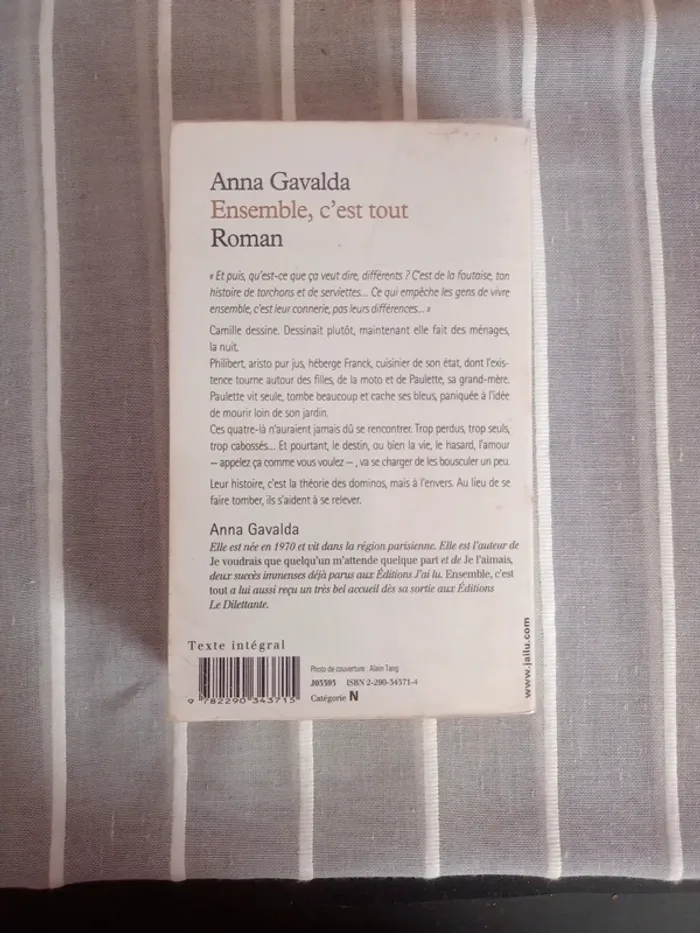 Anna Gavalda
Ensemble, c'est tout
Roman
« Et puis, qu'est-ce que ça veut dire, différents ? C'est de la foutaise, ton
histoire de torchons et de serviettes... Ce qui empêche les gens de vivre
ensemble, c'est leur connerie, pas leurs différences... »
Camille dessine. Dessinait plutôt, maintenant elle fait des ménages,
la nuit.
Philibert, aristo pur jus, héberge Franck, cuisinier de son état, dont l'exis-
tence tourne autour des filles, de la moto et de Paulette, sa grand-mère.
Paulette vit seule, tombe beaucoup et cache ses bleus, paniquée à l'idée
de mourir loin de son jardin.
Ces quatre-là n'auraient jamais dû se rencontrer. Trop perdus, trop seuls,
trop cabossés... Et pourtant, le destin, ou bien la vie, le hasard, l'amour
— appelez ça comme vous voulez —, va se charger de les bousculer un peu.
Leur histoire, c'est la théorie des dominos, mais à l'envers. Au lieu de se
faire tomber, ils s'aident à se relever.
Anna Gavalda
Elle est née en 1970 et vit dans la région parisienne. Elle est l'auteur de
Je voudrais que quelqu'un m'attende quelque part et de Je l'aimais,
deux succès immenses déjà parus aux Éditions J'ai lu. Ensemble, c'est
tout a lui aussi reçu un très bel accueil dès sa sortie aux Éditions
Le Dilettante.
Texte intégral
Photo de couverture : Alain Tang
J03593 ISBN 2-290-34371-4
Catégorie N
9 782290 343715
www.jailu.com